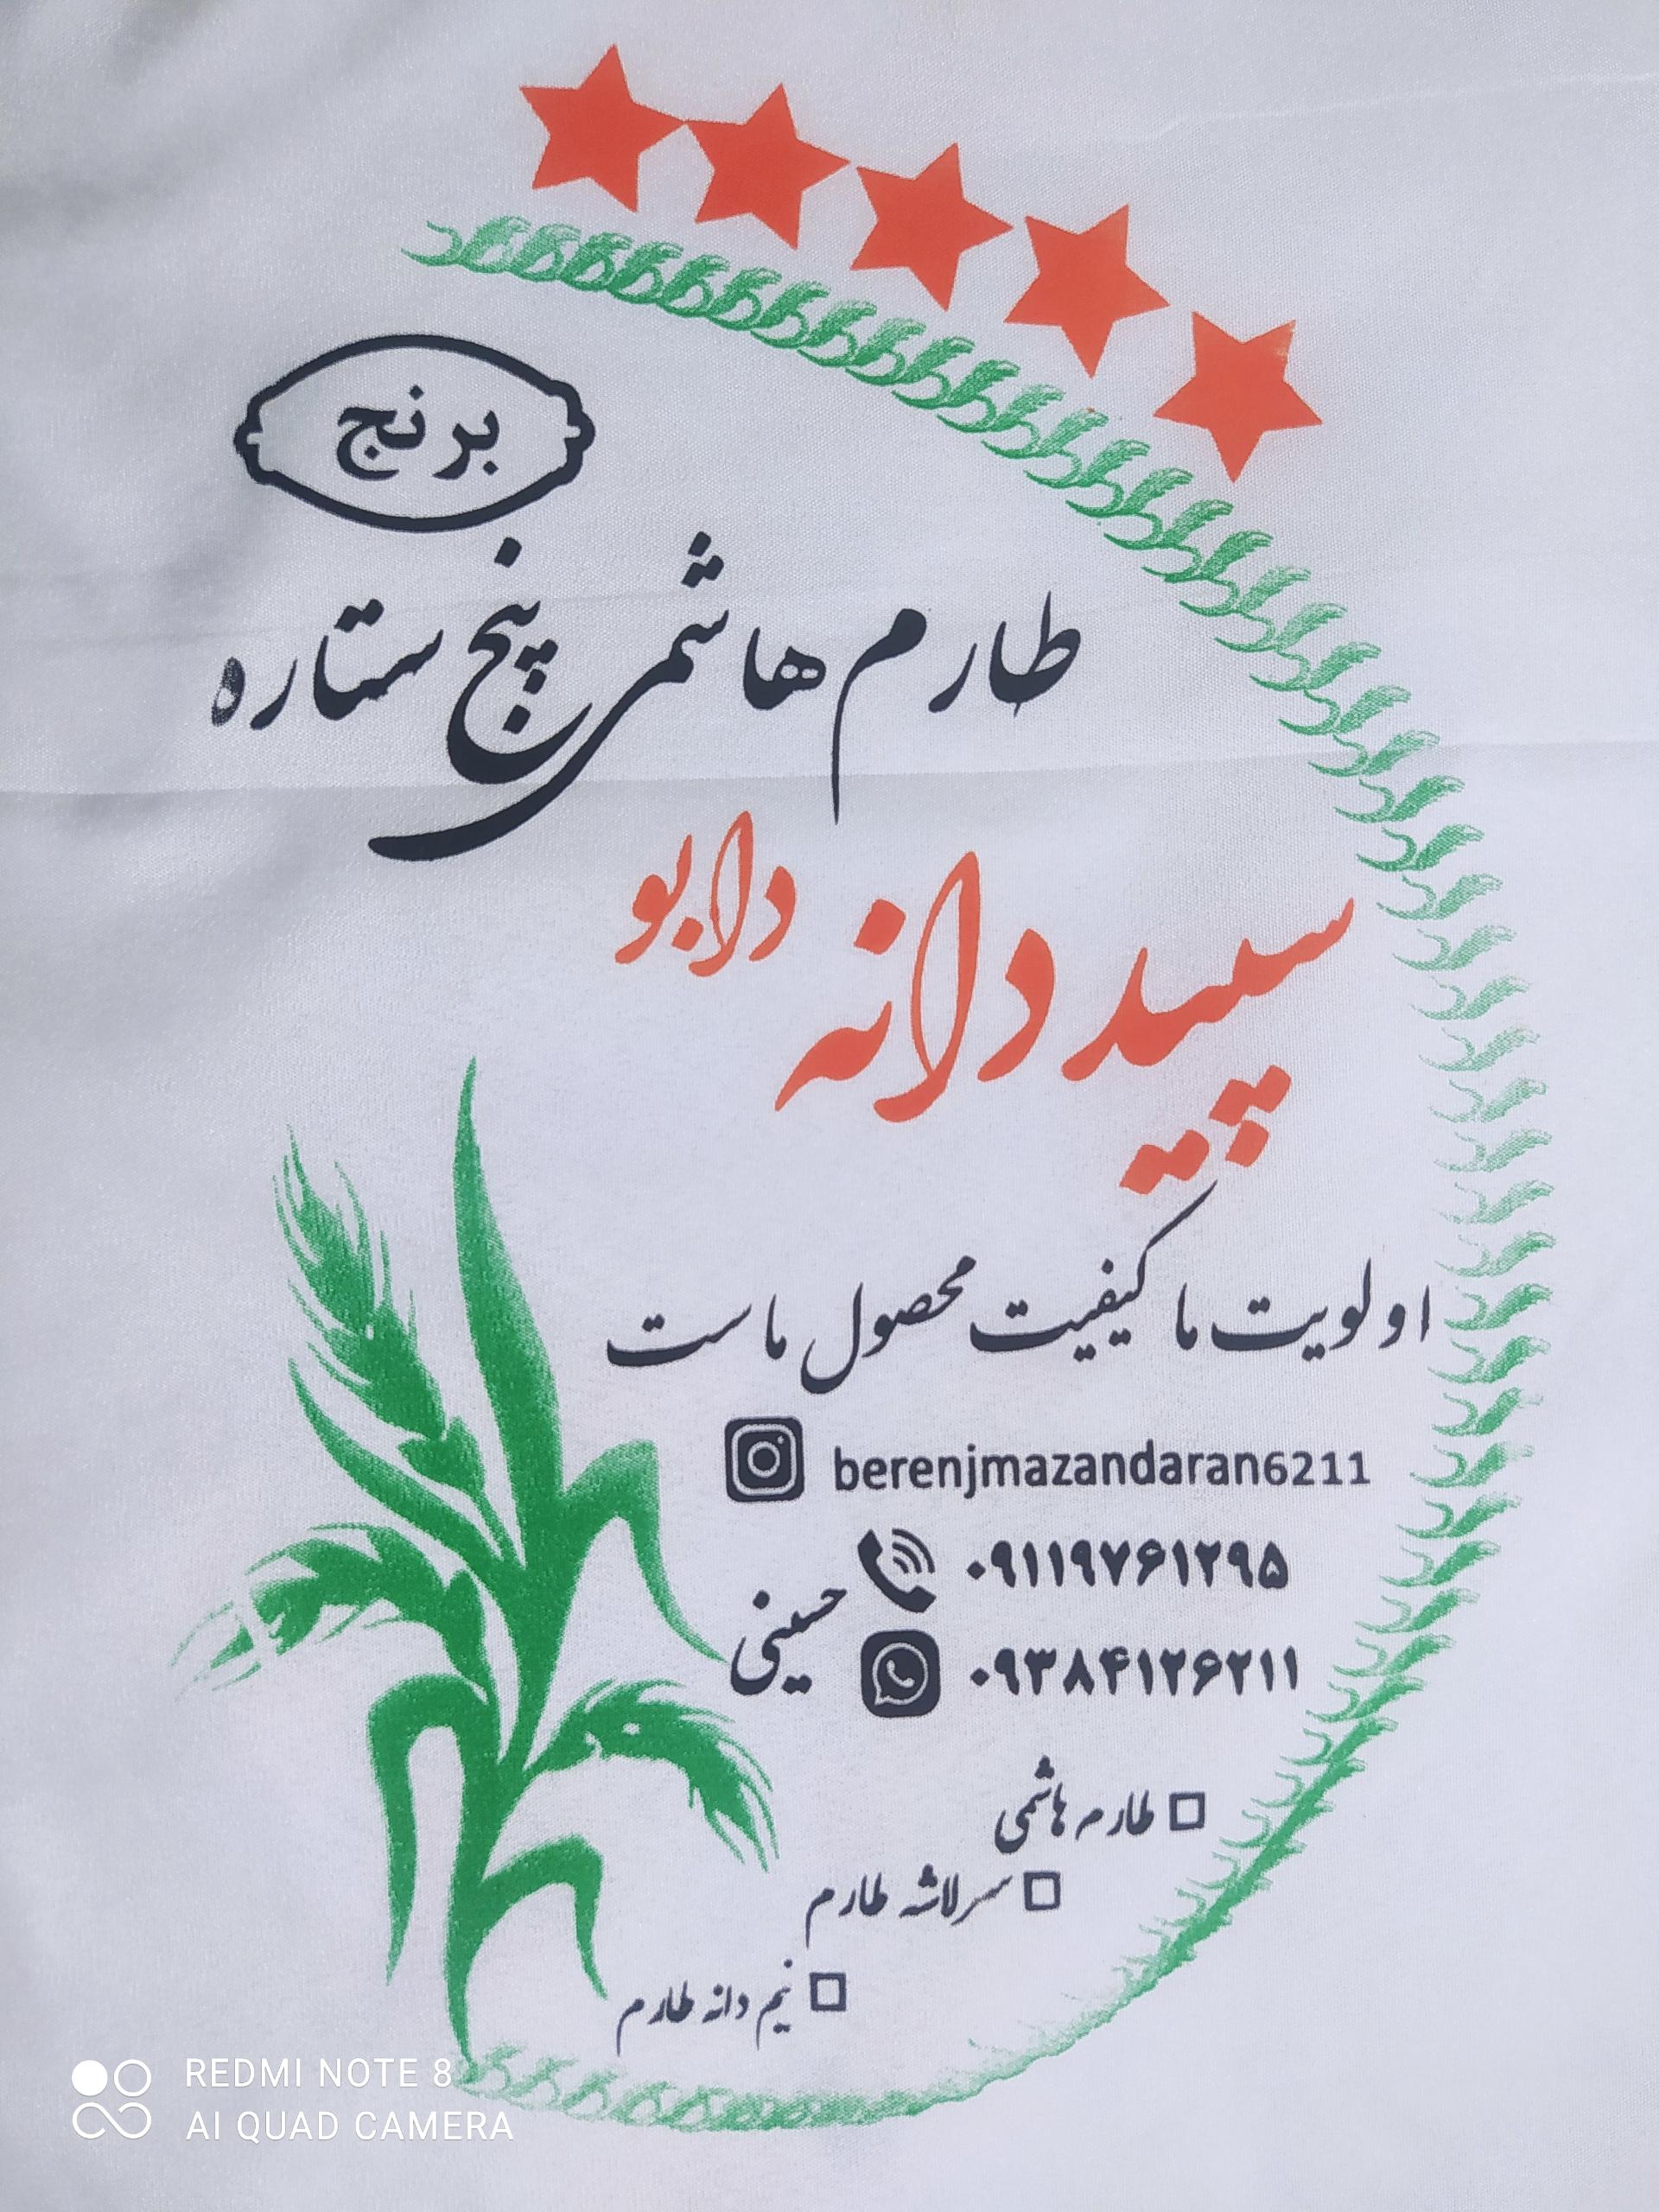 برنج
طارم هاشمی پنج ستاره
سپید دانه دابو
اولویت ما کیفیت محصول ماست
berenjmazandaran6211
۰۹۱۱۹۷۶۱۲۹۵
حسینی
۰۹۳۸۴۱۲۶۲۱۱
طارم هاشمی
سرلاشه طارم
نیم دانه طارم
REDMI NOTE 8
AI QUAD CAMERA